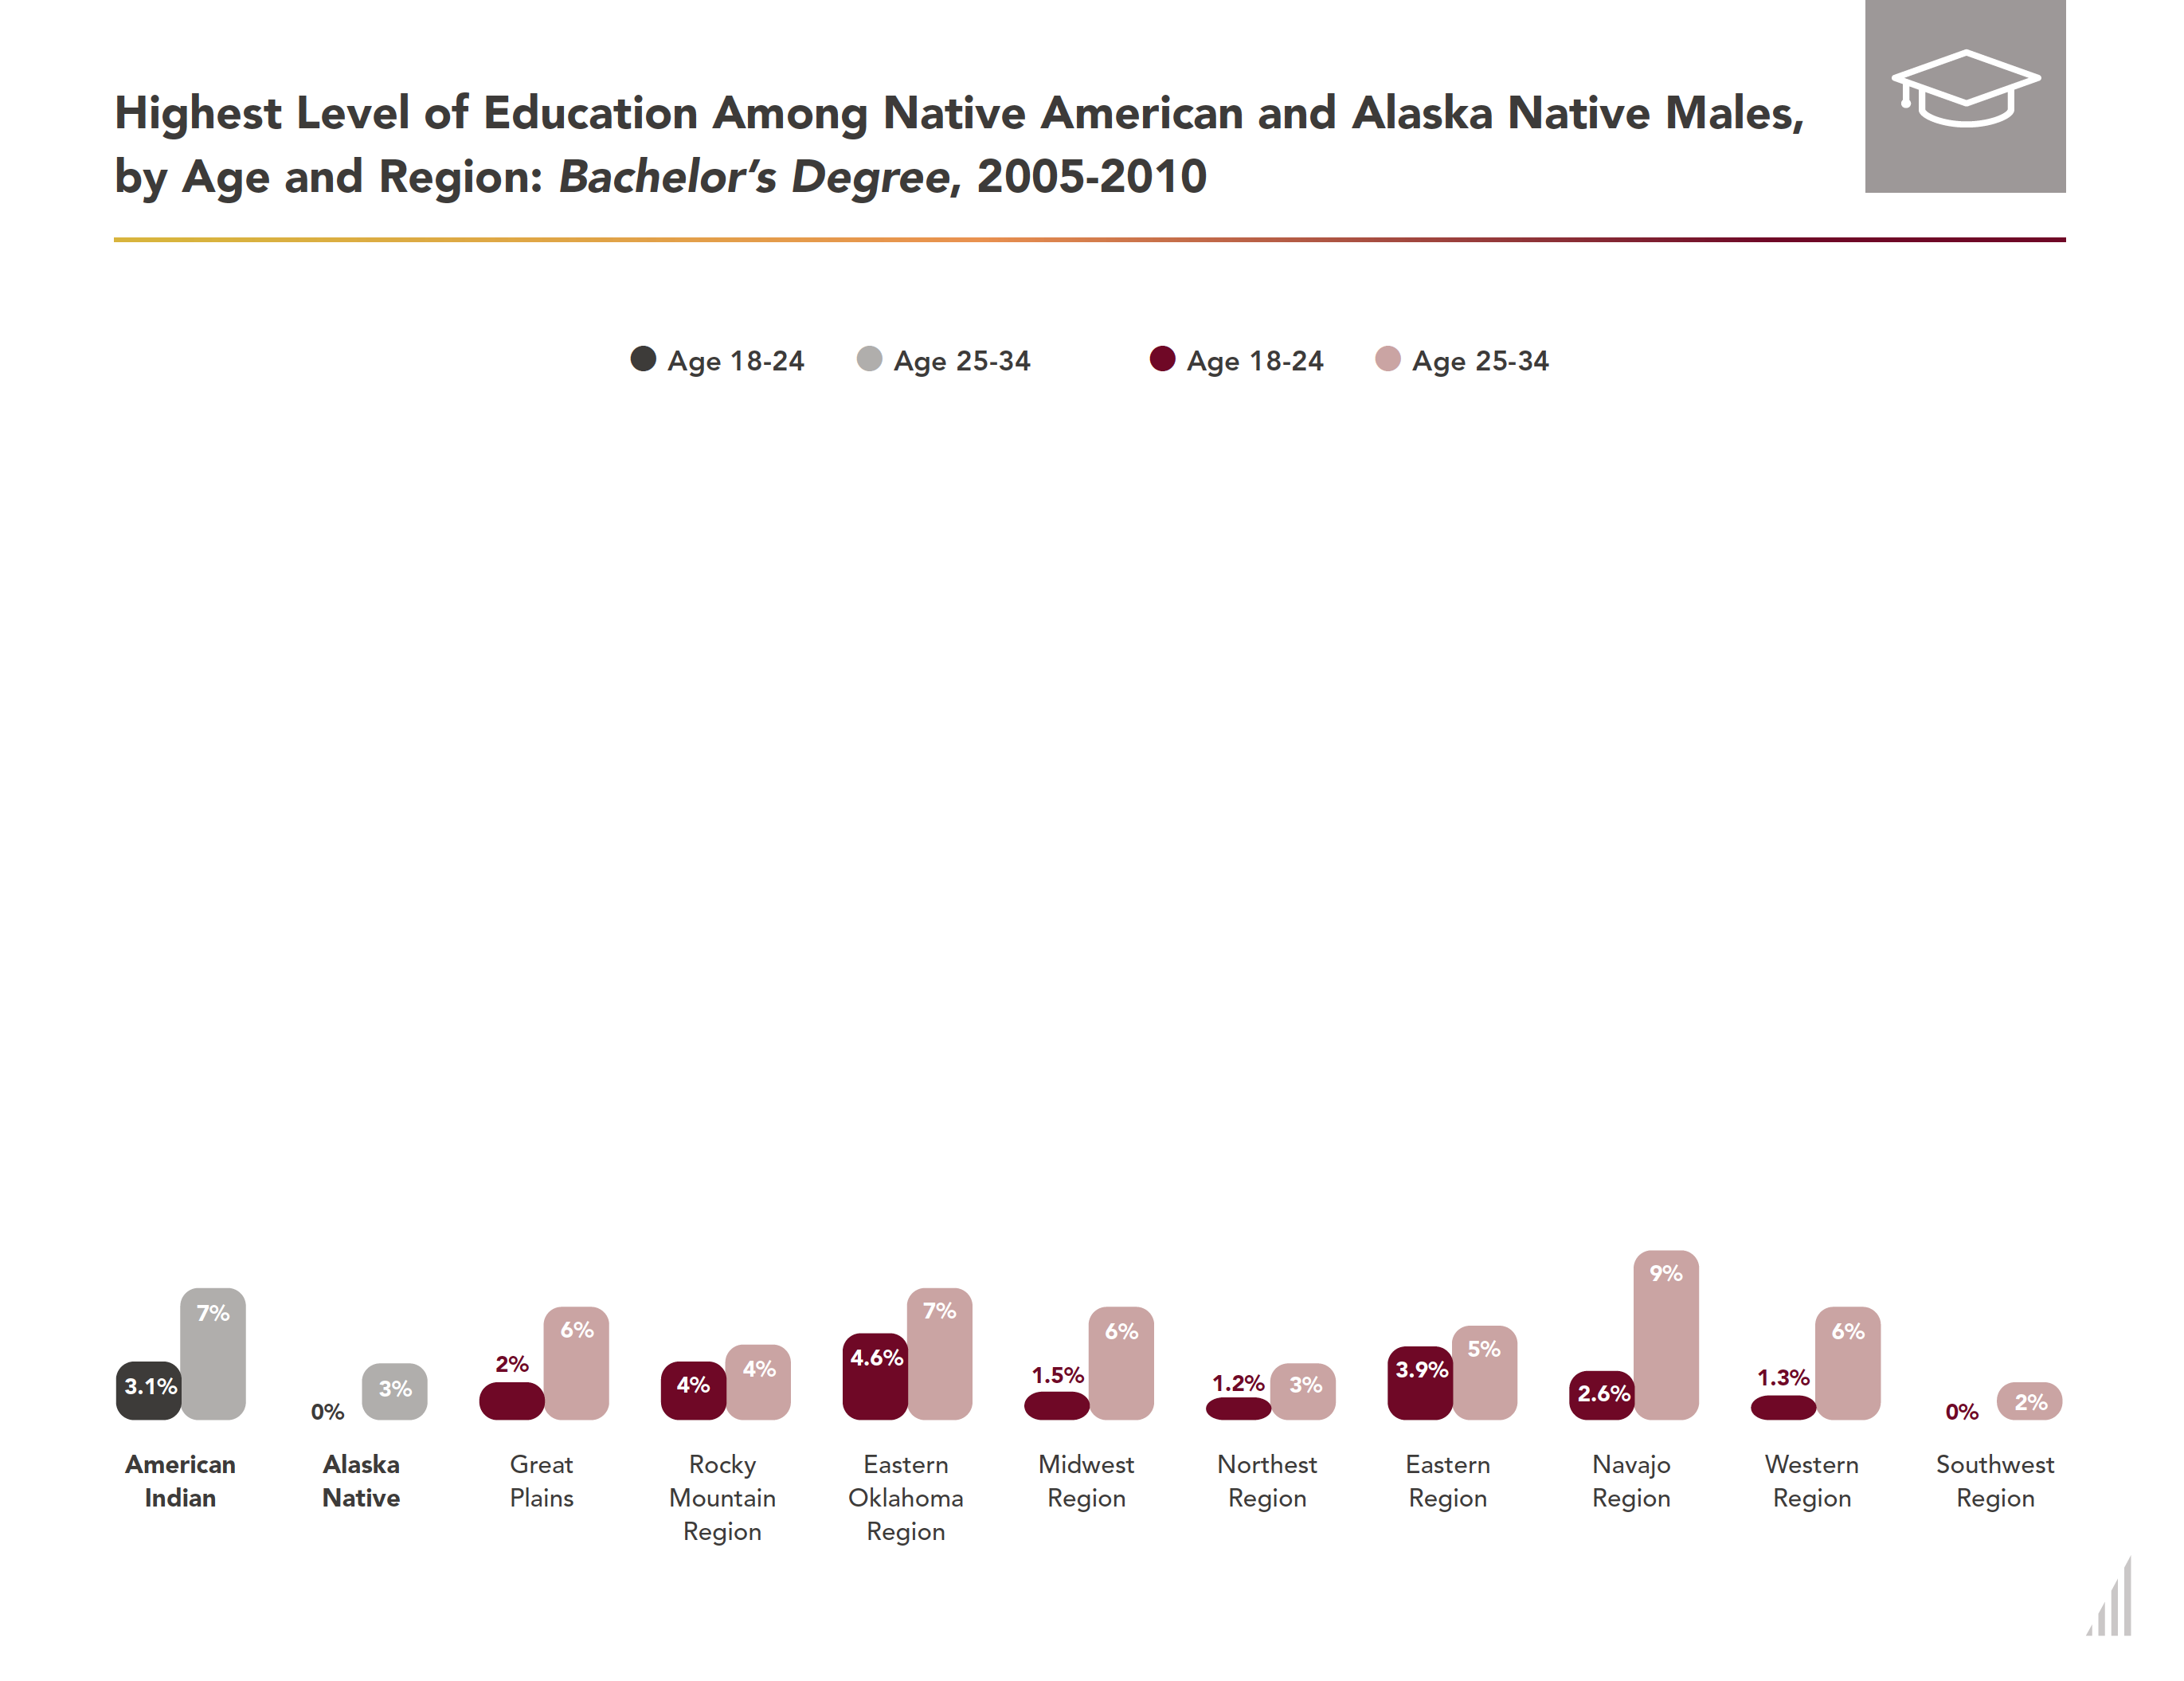 Highest Level of Education Among Native American and Alaska Native Males,
by Age and Region: Bachelor’s Degree, 2005-2010
Age 18-24 Age 25-34 Age 18-24 Age 25-34
3.1% 7%
0% 3%
2% 6%
4% 4%
4.6% 7%
1.5% 6%
1.2% 3%
3.9% 5%
2.6% 9%
1.3% 6%
0% 2%
American
Indian
Alaska
Native
Great
Plains
Rocky
Mountain
Region
Eastern
Oklahoma
Region
Midwest
Region
Northest
Region
Eastern
Region
Navajo
Region
Western
Region
Southwest
Region